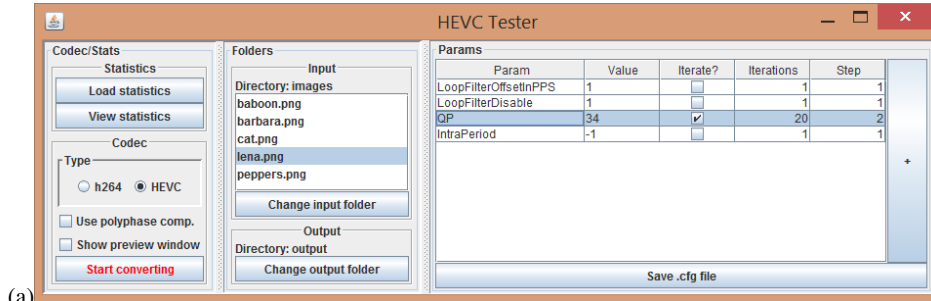 HEVC Tester
Codec/Stats
Statistics
Load statistics
View statistics
Codec
Type
h264 HEVC
Use polyphase comp.
Show preview window
Start converting
Folders
Input
Directory: images
baboon.png
barbara.png
cat.png
lena.png
peppers.png
Change input folder
Output
Directory: output
Change output folder
Params
Param Value Iterate? Iterations Step
LoopFilterOffsetInPPS 1 1 1
LoopFilterDisable 1 1 1
QP 34 20 2
IntraPeriod -1 1 1
+
Save .cfg file
(a)